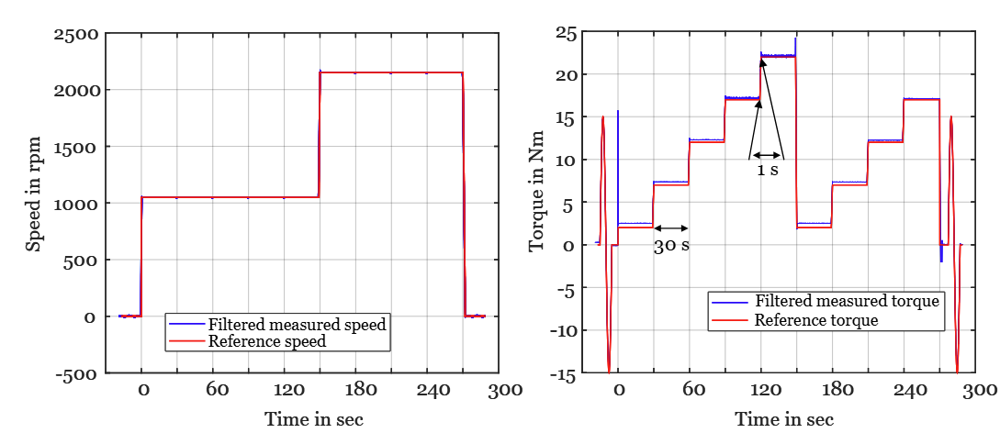 2500
2000
1500
1000
500
0
-500
Speed in rpm
Filtered measured speed
Reference speed
0 60 120 180 240 300
Time in sec
25
20
15
10
5
0
-5
-10
-15
Torque in Nm
1 s
30 s
Filtered measured torque
Reference torque
0 60 120 180 240 300
Time in sec